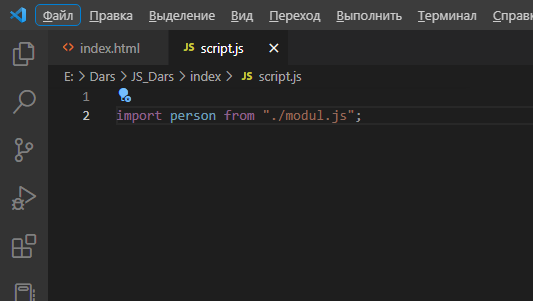 Файл Правка Выделение Вид Переход Выполнить Терминал Справк
index.html JS script.js
E: > Dars > JS_Dars > index > JS script.js
1
2 import person from "./modul.js";